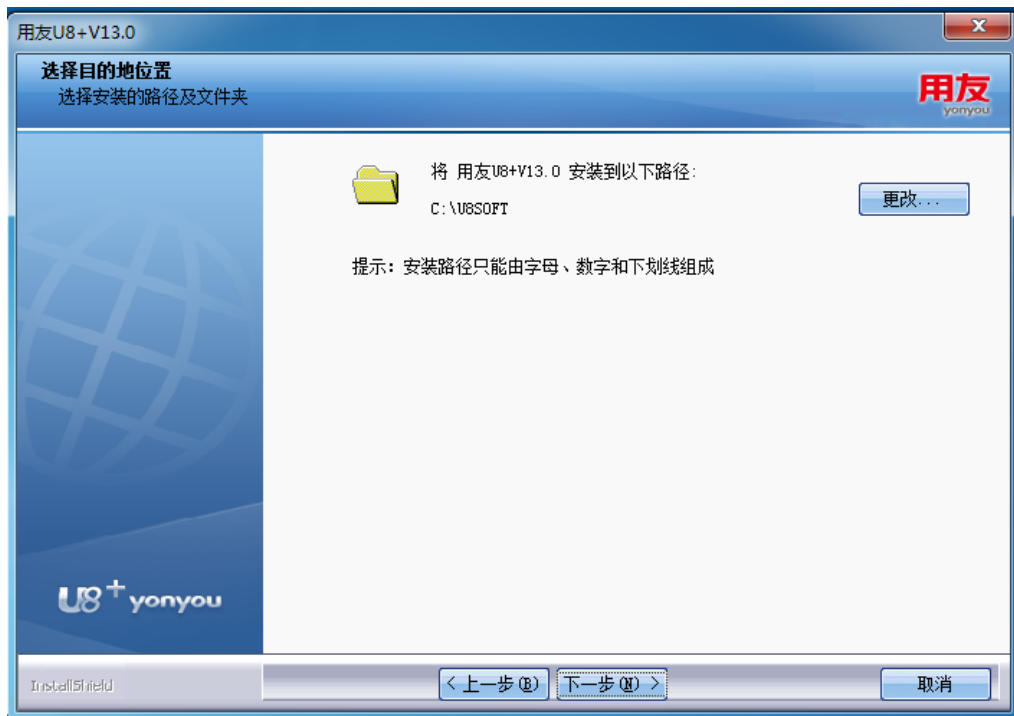 用友U8+V13.0
选择目的地位置
选择安装的路径及文件夹
用友
yonyou
将 用友U8+V13.0 安装到以下路径:
C:\U8SOFT
更改...
提示: 安装路径只能由字母、数字和下划线组成
U8+ yonyou
InstallShield
< 上一步(B)
下一步(N) >
取消